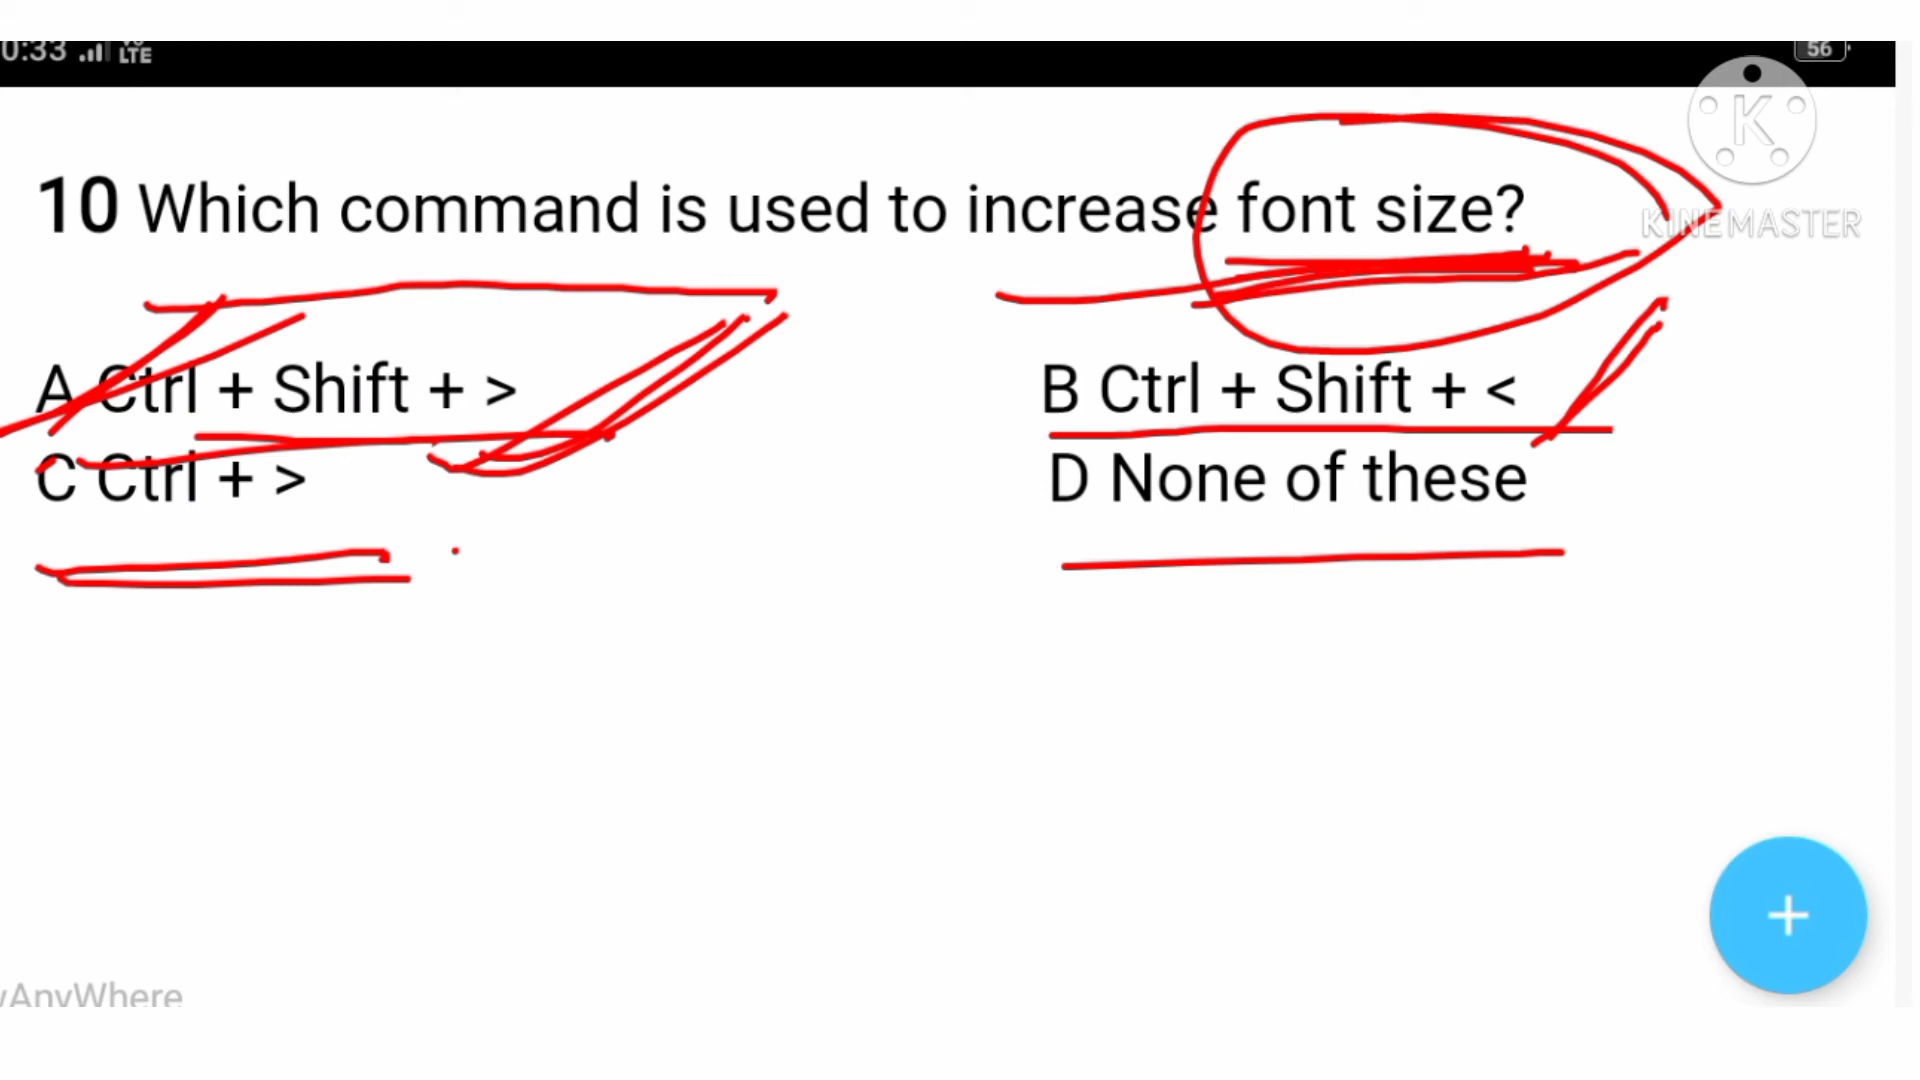 0:33 LTE 56
K
KINEMASTER
10 Which command is used to increase font size?
A Ctrl + Shift + >
B Ctrl + Shift + <
C Ctrl + >
D None of these
+
AnyWhere